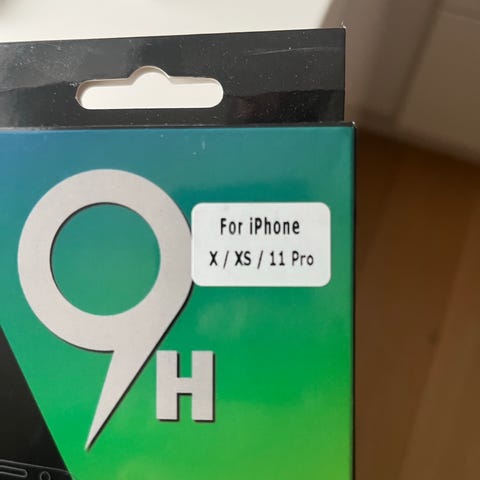 9H
For iPhone
X / XS / 11 Pro